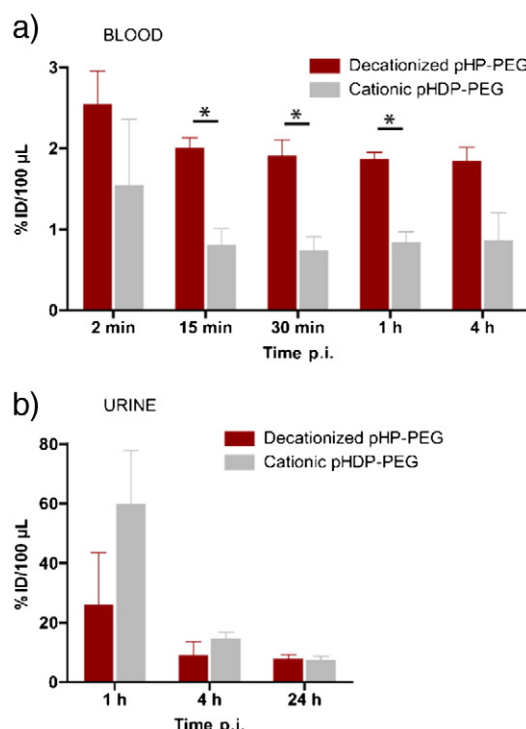 a)
BLOOD
Decationized pHP-PEG
Cationic pHDP-PEG
%ID/100 µL
3
2
1
0
*
*
*
2 min 15 min 30 min 1 h 4 h
Time p.i.
b)
URINE
Decationized pHP-PEG
Cationic pHDP-PEG
%ID/100 µL
80
60
40
20
0
1 h 4 h 24 h
Time p.i.